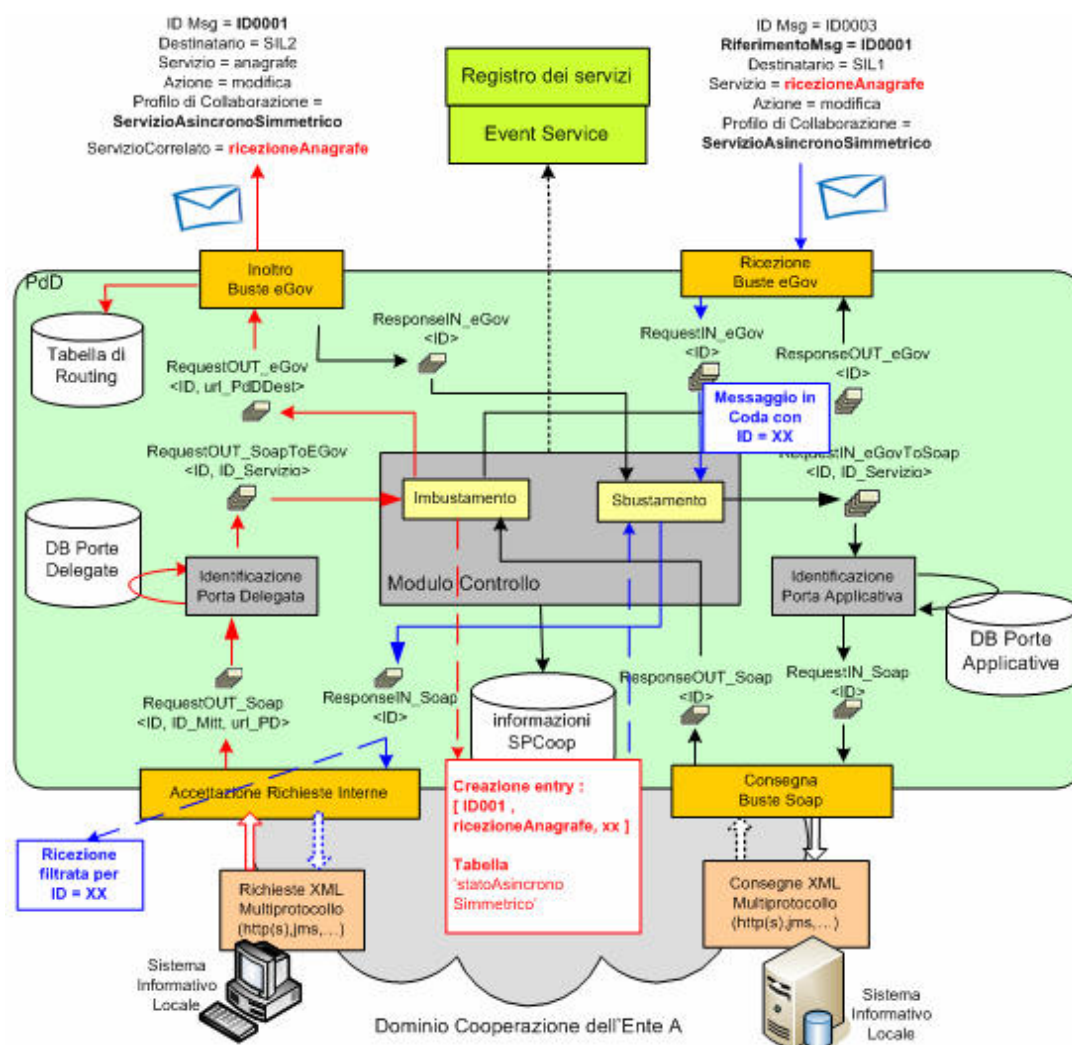 ID Msg = ID0001
Destinatario = SIL2
Servizio = anagrafe
Azione = modifica
Profilo di Collaborazione =
ServizioAsincronoSimmetrico
ServizioCorrelato = ricezioneAnagrafe
Registro dei servizi
Event Service
ID Msg = ID0003
RiferimentoMsg = ID0001
Destinatario = SIL1
Servizio = ricezioneAnagrafe
Azione = modifica
Profilo di Collaborazione =
ServizioAsincronoSimmetrico
PdD
Inoltro
Buste eGov
Ricezione
Buste eGov
Tabella di
Routing
ResponseIN_eGov
<ID>
RequestOUT_eGov
<ID, url_PdDDest>
RequestIN_eGov
<ID>
ResponseOUT_eGov
<ID>
Messaggio in
Coda con
ID = XX
RequestOUT_SoapToEGov
<ID, ID_Servizio>
RequestIN_eGovToSoap
<ID, ID_Servizio>
Imbustamento
Sbustamento
Modulo Controllo
DB Porte
Delegate
Identificazione
Porta Delegata
Identificazione
Porta Applicativa
DB Porte
Applicative
RequestOUT_Soap
<ID, ID_Mitt, url_PD>
ResponseIN_Soap
<ID>
informazioni
SPCoop
ResponseOUT_Soap
<ID>
RequestIN_Soap
<ID>
Accettazione Richieste Interne
Creazione entry :
[ ID001 ,
ricezioneAnagrafe, xx ]
Tabella
'statoAsincrono
Simmetrico'
Consegna
Buste Soap
Ricezione
filtrata per
ID = XX
Richieste XML
Multiprotocollo
(http(s),jms,...)
Consegne XML
Multiprotocollo
(http(s),jms,...)
Sistema
Informativo
Locale
Sistema
Informativo
Locale
Dominio Cooperazione dell'Ente A